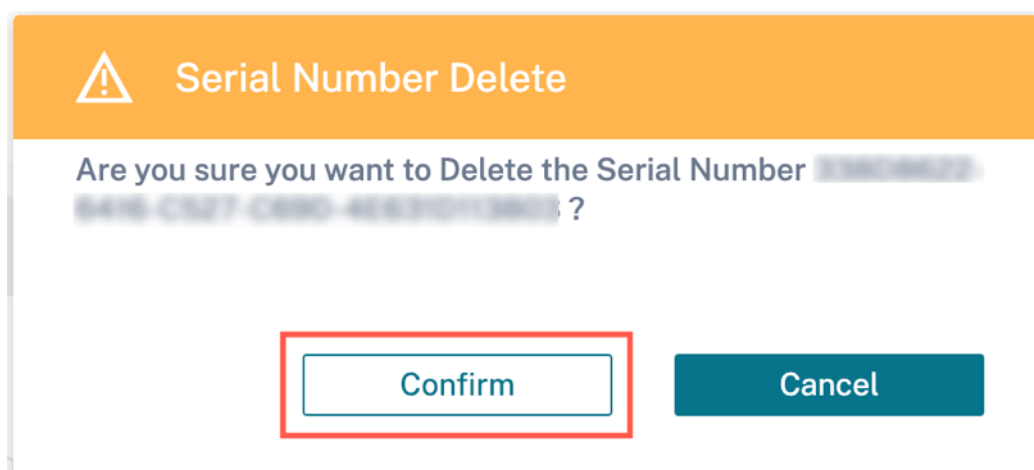 Serial Number Delete
Are you sure you want to Delete the Serial Number
?
Confirm
Cancel